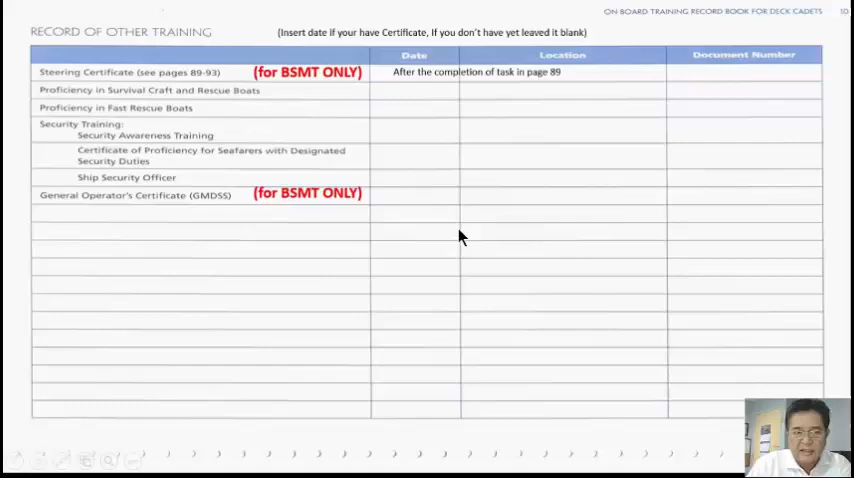 ON BOARD TRAINING RECORD BOOK FOR DECK CADETS 10
RECORD OF OTHER TRAINING (Insert date if your have Certificate, If you don't have yet leaved it blank)
Date Location Document Number
Steering Certificate (see pages 89-93) (for BSMT ONLY) After the completion of task in page 89
Proficiency in Survival Craft and Rescue Boats
Proficiency in Fast Rescue Boats
Security Training:
Security Awareness Training
Certificate of Proficiency for Seafarers with Designated
Security Duties
Ship Security Officer
General Operator's Certificate (GMDSS) (for BSMT ONLY)